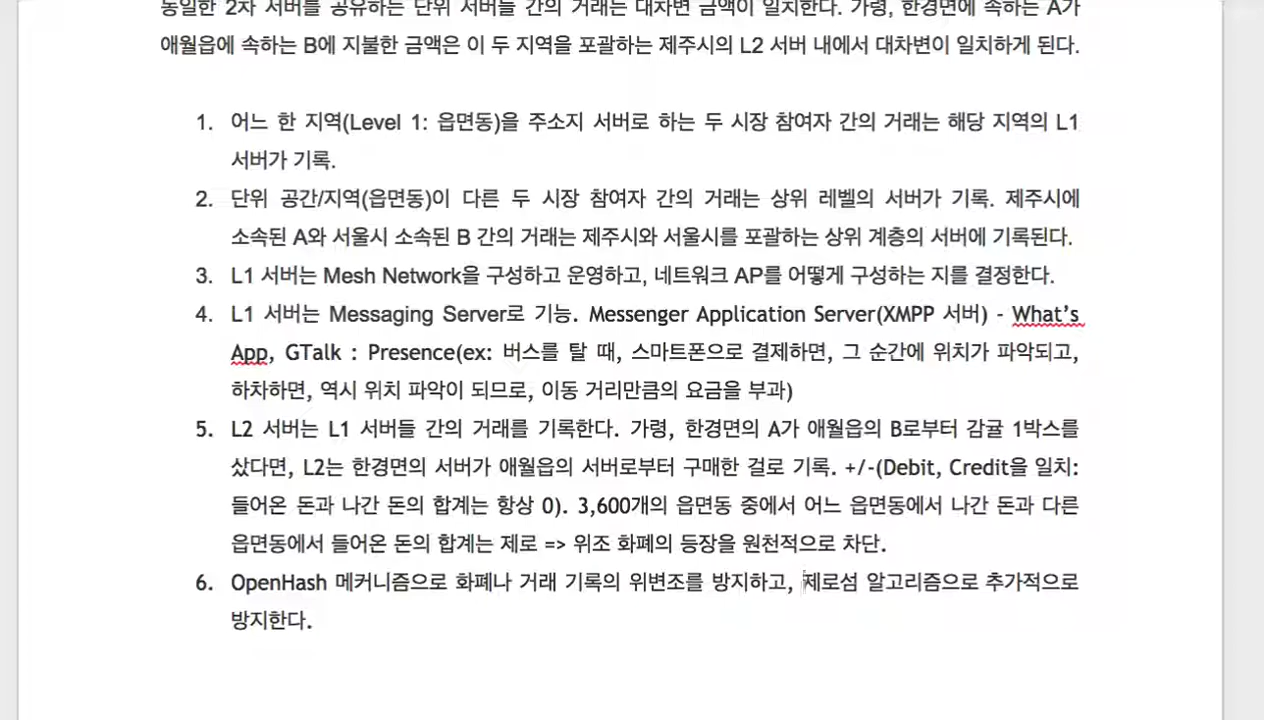 동일한 2차 서버를 공유하는 단위 서버들 간의 거래는 대차변 금액이 일치한다. 가령, 한경면에 속하는 A가
애월읍에 속하는 B에 지불한 금액은 이 두 지역을 포괄하는 제주시의 L2 서버 내에서 대차변이 일치하게 된다.
1. 어느 한 지역(Level 1: 읍면동)을 주소지 서버로 하는 두 시장 참여자 간의 거래는 해당 지역의 L1
서버가 기록.
2. 단위 공간/지역(읍면동)이 다른 두 시장 참여자 간의 거래는 상위 레벨의 서버가 기록. 제주시에
소속된 A와 서울시 소속된 B 간의 거래는 제주시와 서울시를 포괄하는 상위 계층의 서버에 기록된다.
3. L1 서버는 Mesh Network을 구성하고 운영하고, 네트워크 AP를 어떻게 구성하는 지를 결정한다.
4. L1 서버는 Messaging Server로 기능. Messenger Application Server(XMPP 서버) - What’s
App, GTalk : Presence(ex: 버스를 탈 때, 스마트폰으로 결제하면, 그 순간에 위치가 파악되고,
하차하면, 역시 위치 파악이 되므로, 이동 거리만큼의 요금을 부과)
5. L2 서버는 L1 서버들 간의 거래를 기록한다. 가령, 한경면의 A가 애월읍의 B로부터 감귤 1박스를
샀다면, L2는 한경면의 서버가 애월읍의 서버로부터 구매한 걸로 기록. +/-(Debit, Credit을 일치:
들어온 돈과 나간 돈의 합계는 항상 0). 3,600개의 읍면동 중에서 어느 읍면동에서 나간 돈과 다른
읍면동에서 들어온 돈의 합계는 제로 => 위조 화폐의 등장을 원천적으로 차단.
6. OpenHash 메커니즘으로 화폐나 거래 기록의 위변조를 방지하고, 제로섬 알고리즘으로 추가적으로
방지한다.